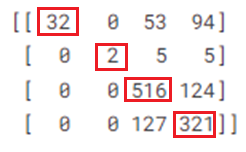 [[ 32 0 53 94]
[ 0 2 5 5]
[ 0 0 516 124]
[ 0 0 127 321]]